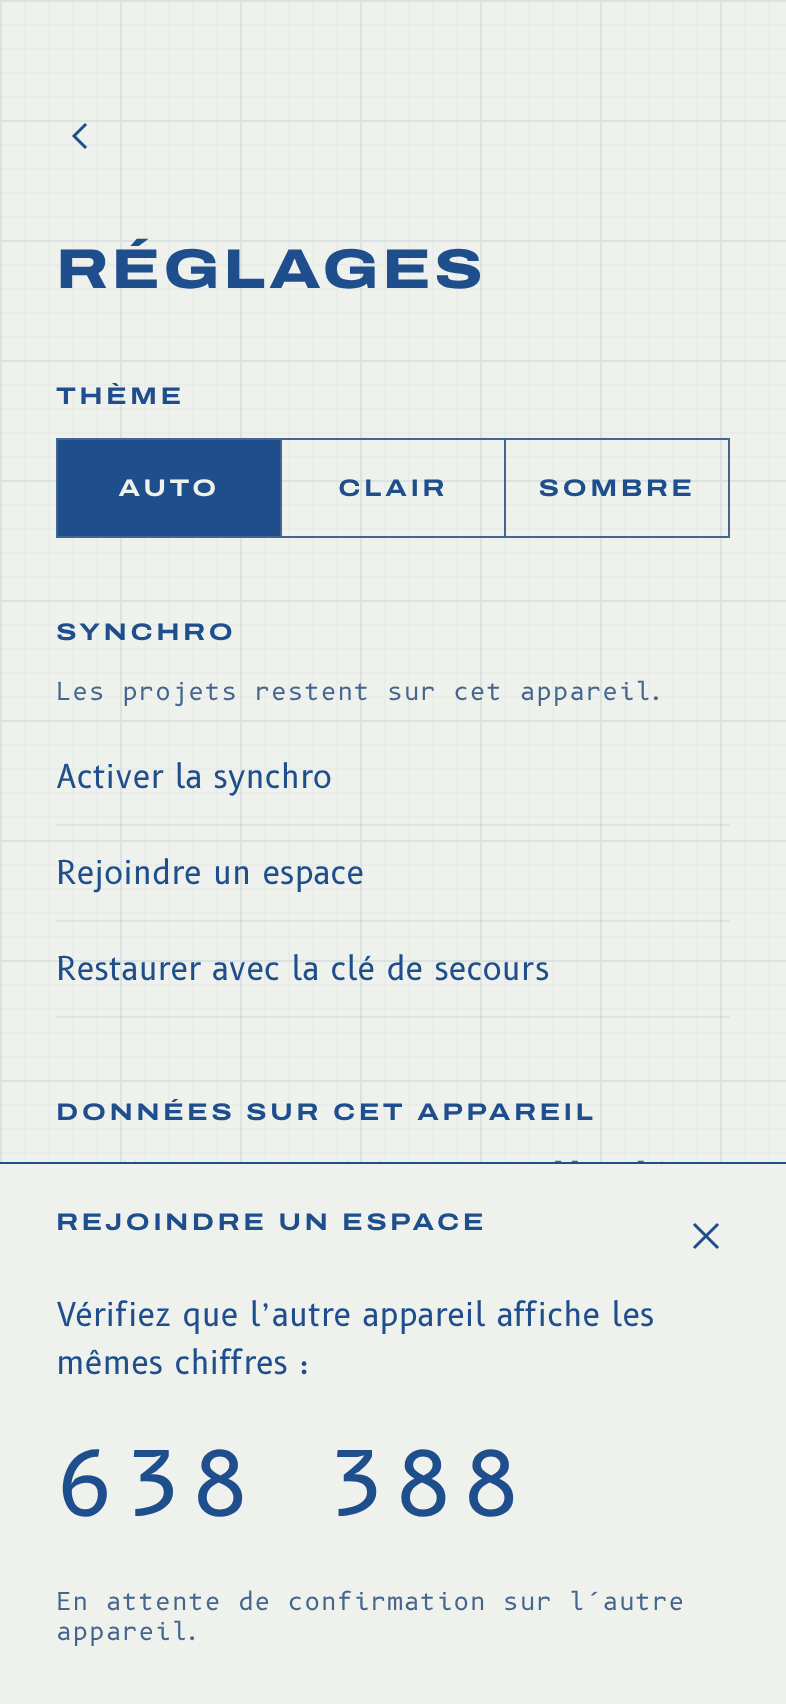 RÉGLAGES
THÈME
AUTO CLAIR SOMBRE
SYNCHRO
Les projets restent sur cet appareil.
Activer la synchro
Rejoindre un espace
Restaurer avec la clé de secours
DONNÉES SUR CET APPAREIL
REJOINDRE UN ESPACE
Vérifiez que l’autre appareil affiche les
mêmes chiffres :
638 388
En attente de confirmation sur l´autre
appareil.